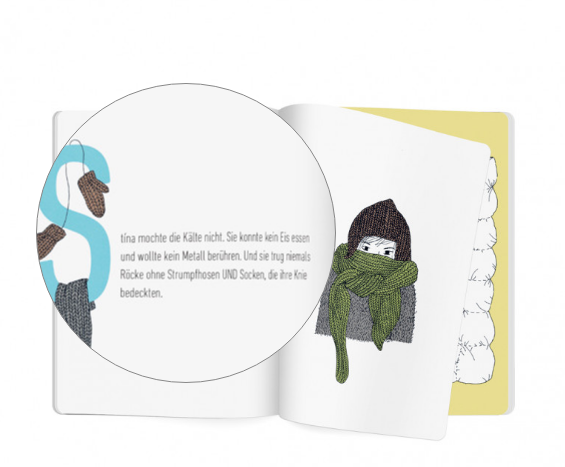 Stína mochte die Kälte nicht. Sie konnte kein Eis essen
und wollte kein Metall berühren. Und sie trug niemals
Röcke ohne Strumpfhosen UND Socken, die ihre Knie
bedeckten.